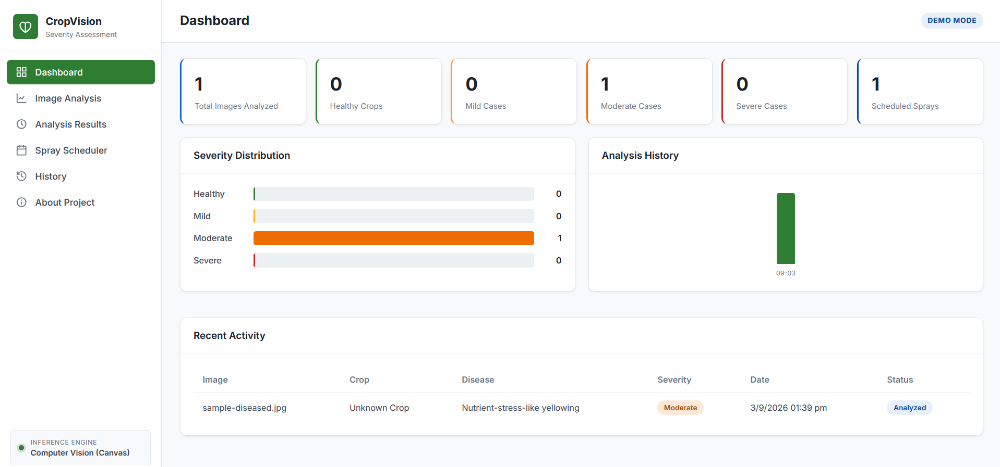 CropVision
Severity Assessment
Dashboard
Image Analysis
Analysis Results
Spray Scheduler
History
About Project
INFERENCE ENGINE
Computer Vision (Canvas)
Dashboard
DEMO MODE
1
Total Images Analyzed
0
Healthy Crops
0
Mild Cases
1
Moderate Cases
0
Severe Cases
1
Scheduled Sprays
Severity Distribution
Healthy 0
Mild 0
Moderate 1
Severe 0
Analysis History
09-03
Recent Activity
Image Crop Disease Severity Date Status
sample-diseased.jpg Unknown Crop Nutrient-stress-like yellowing Moderate 3/9/2026 01:39 pm Analyzed